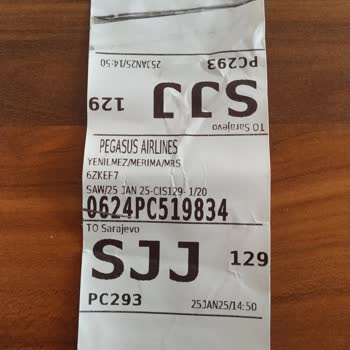 25JAN25/14:50
PC293
129
SJJ
TO Sarajevo
PEGASUS AIRLINES
YENILMEZ/MERIMA/MRS
6ZKEF7
SAW/25 JAN 25-CIS129- 1/20
0624PC519834
TO Sarajevo
SJJ 129
PC293 25JAN25/14:50